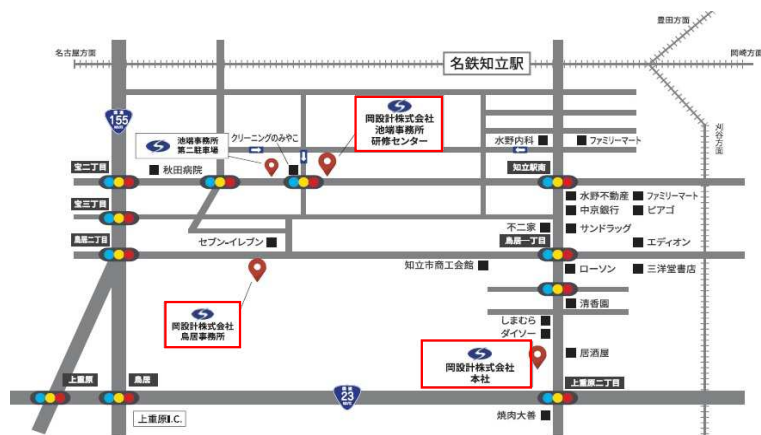 豊田方面
名古屋方面
名鉄知立駅
岡崎方面
刈谷方面
155
岡設計株式会社
池端事務所
研修センター
池端事務所
第二駐車場
クリーニングのみやこ
水野内科
ファミリーマート
宝二丁目
秋田病院
知立駅南
水野不動産
ファミリーマート
中京銀行
ピアゴ
宝三丁目
不二家
サンドラッグ
鳥居二丁目
セブン-イレブン
鳥居一丁目
エディオン
知立市商工会館
ローソン
三洋堂書店
清香園
岡設計株式会社
鳥居事務所
しまむら
ダイソー
岡設計株式会社
本社
居酒屋
上重原
鳥居
23
上重原二丁目
上重原I.C.
焼肉大善